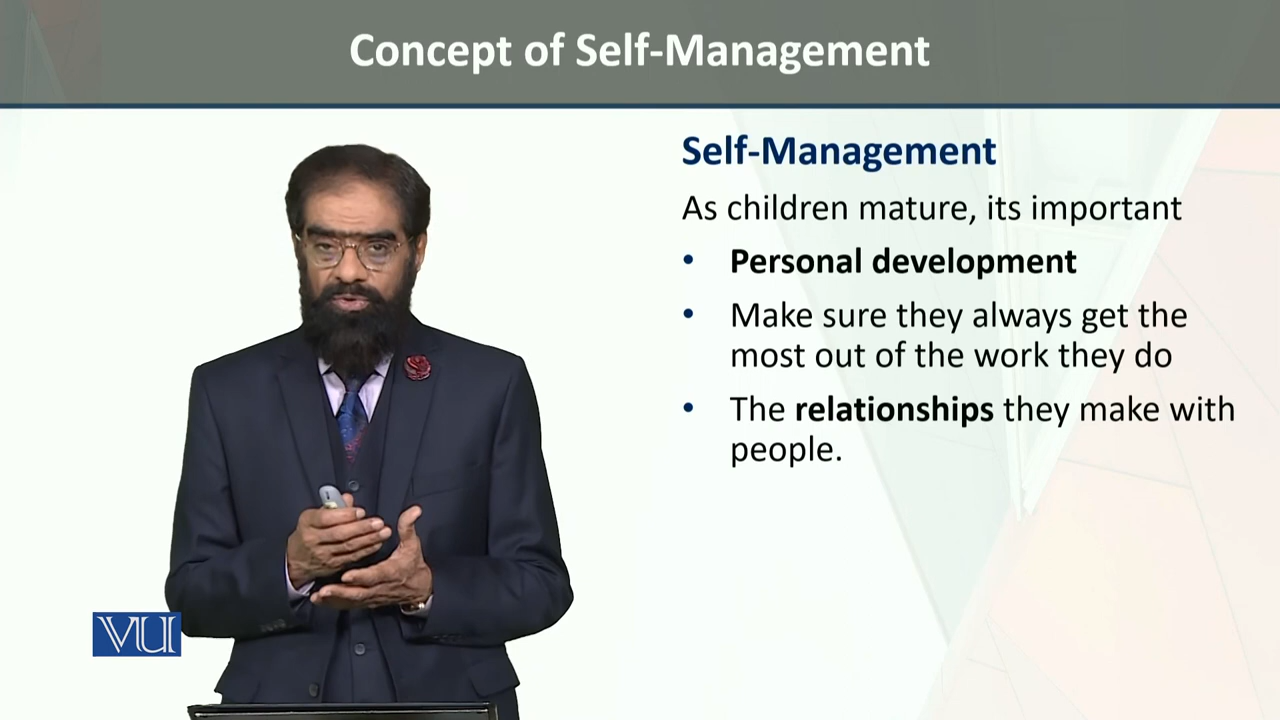 Concept of Self-Management
Self-Management
As children mature, its important
• Personal development
• Make sure they always get the
most out of the work they do
• The relationships they make with
people.
VU